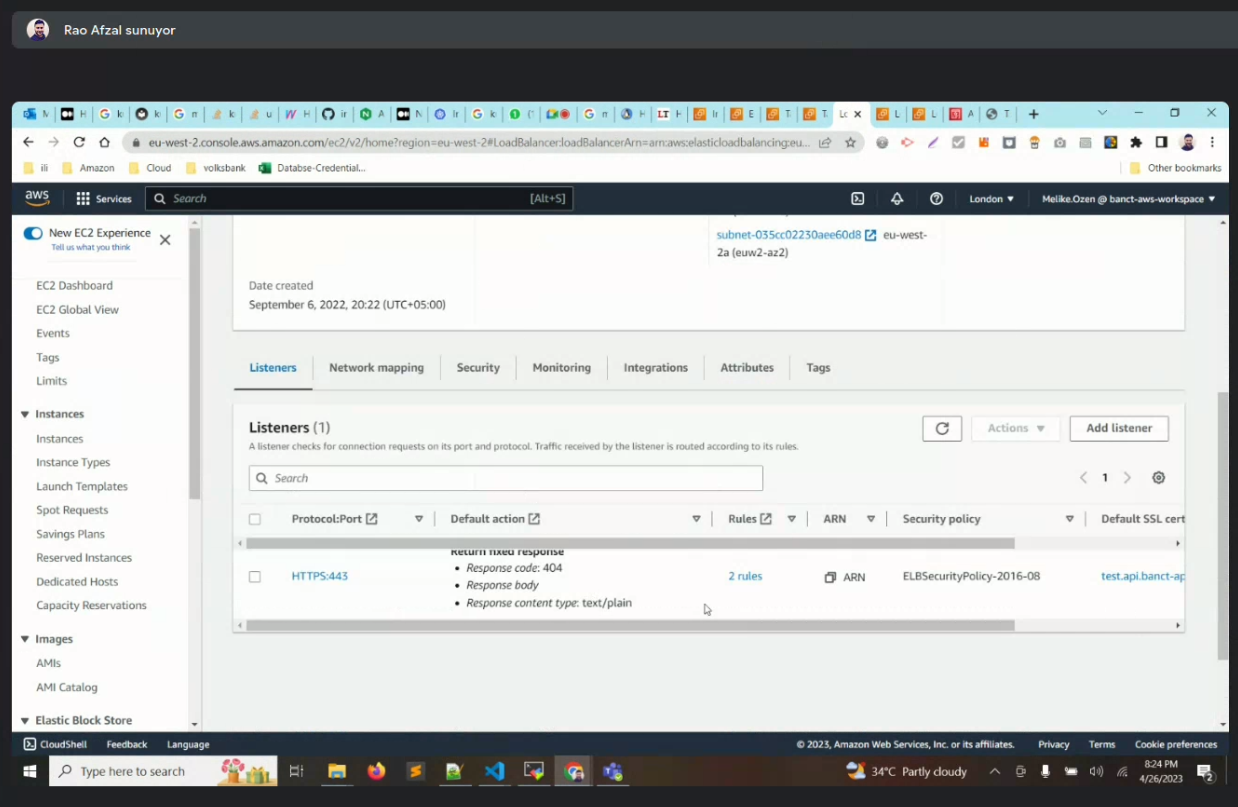 Rao Afzal sunuyor
eu-west-2.console.aws.amazon.com/ec2/v2/home?region=eu-west-2#LoadBalancer:loadBalancerArn=arn:aws:elasticloadbalancing:eu...
ili Amazon Cloud volksbank Databse-Credential... Other bookmarks
aws Services Search [Alt+S] London Melike.Ozen @ banct-aws-workspace
New EC2 Experience
Tell us what you think
EC2 Dashboard
EC2 Global View
Events
Tags
Limits
Instances
Instances
Instance Types
Launch Templates
Spot Requests
Savings Plans
Reserved Instances
Dedicated Hosts
Capacity Reservations
Images
AMIs
AMI Catalog
Elastic Block Store
subnet-035cc02230aee60d8 eu-west-
2a (euw2-az2)
Date created
September 6, 2022, 20:22 (UTC+05:00)
Listeners Network mapping Security Monitoring Integrations Attributes Tags
Listeners (1)
Actions Add listener
A listener checks for connection requests on its port and protocol. Traffic received by the listener is routed according to its rules.
Search
1
Protocol:Port Default action Rules ARN Security policy Default SSL cert
Return fixed response
• Response code: 404
HTTPS:443 2 rules ARN ELBSecurityPolicy-2016-08 test.api.banct-ap
• Response body
• Response content type: text/plain
CloudShell Feedback Language © 2023, Amazon Web Services, Inc. or its affiliates. Privacy Terms Cookie preferences
Type here to search 34°C Partly cloudy 8:24 PM
4/26/2023
2